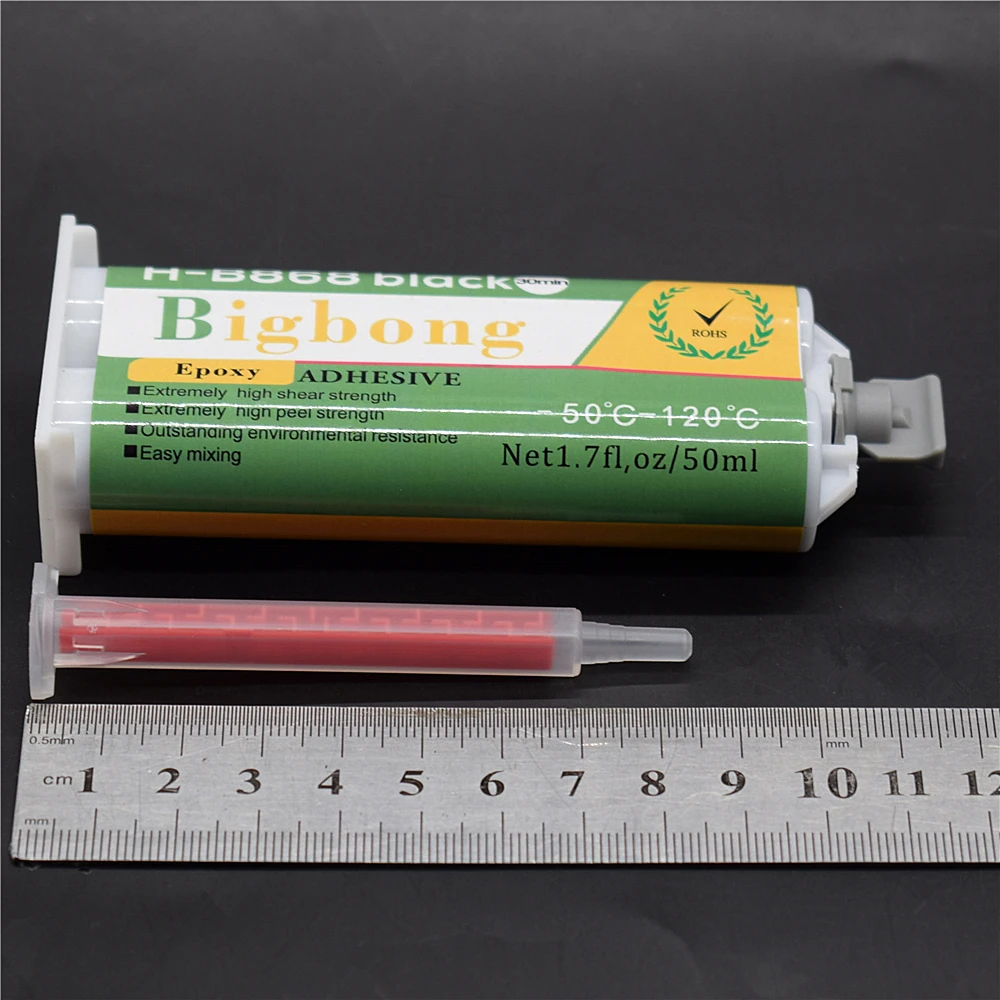 H-B868 black 30min
Bigbong
ROHS
Epoxy ADHESIVE
■Extremely high shear strength
■Extremely high peel strength
■Outstanding environmental resistance
■Easy mixing
-50℃-120℃
Net1.7fl,oz/50ml
0.5mm
mm
cm 1 2 3 4 5 6 7 8 9 10 11 12
mm